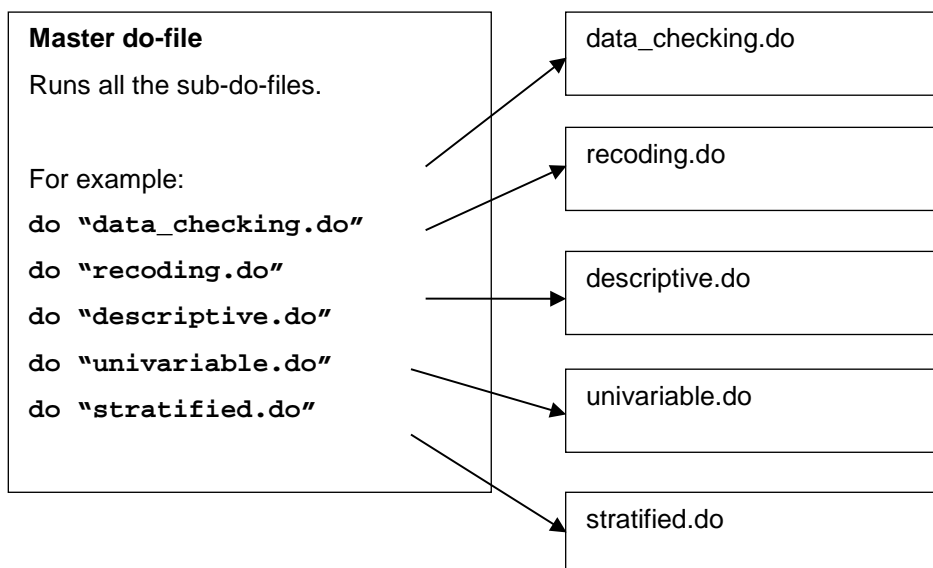 Master do-file
Runs all the sub-do-files.
For example:
do “data_checking.do”
do “recoding.do”
do “descriptive.do”
do “univariable.do”
do “stratified.do”
data_checking.do
recoding.do
descriptive.do
univariable.do
stratified.do